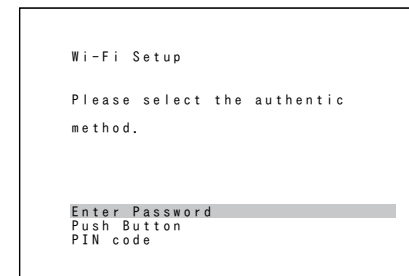 Wi-Fi Setup
Please select the authentic
method.
Enter Password
Push Button
PIN code